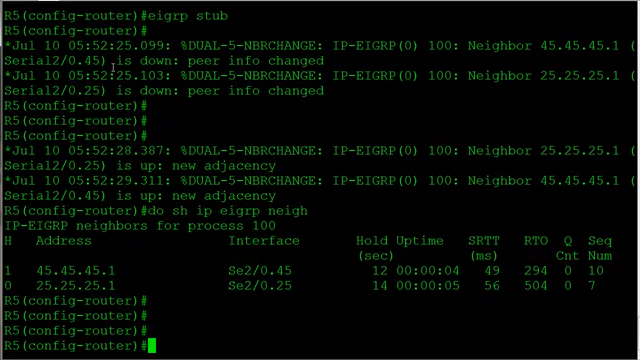 R5(config-router)#eigrp stub
R5(config-router)#
*Jul 10 05:52:25.099: %DUAL-5-NBRCHANGE: IP-EIGRP(0) 100: Neighbor 45.45.45.1 (
Serial2/0.45) is down: peer info changed
*Jul 10 05:52:25.103: %DUAL-5-NBRCHANGE: IP-EIGRP(0) 100: Neighbor 25.25.25.1 (
Serial2/0.25) is down: peer info changed
R5(config-router)#
R5(config-router)#
R5(config-router)#
*Jul 10 05:52:28.387: %DUAL-5-NBRCHANGE: IP-EIGRP(0) 100: Neighbor 25.25.25.1 (
Serial2/0.25) is up: new adjacency
*Jul 10 05:52:29.311: %DUAL-5-NBRCHANGE: IP-EIGRP(0) 100: Neighbor 45.45.45.1 (
Serial2/0.45) is up: new adjacency
R5(config-router)#do sh ip eigrp neigh
IP-EIGRP neighbors for process 100
H Address Interface Hold Uptime SRTT RTO Q Seq
(sec) (ms) Cnt Num
1 45.45.45.1 Se2/0.45 12 00:00:04 49 294 0 10
0 25.25.25.1 Se2/0.25 14 00:00:05 56 504 0 7
R5(config-router)#
R5(config-router)#
R5(config-router)#
R5(config-router)#